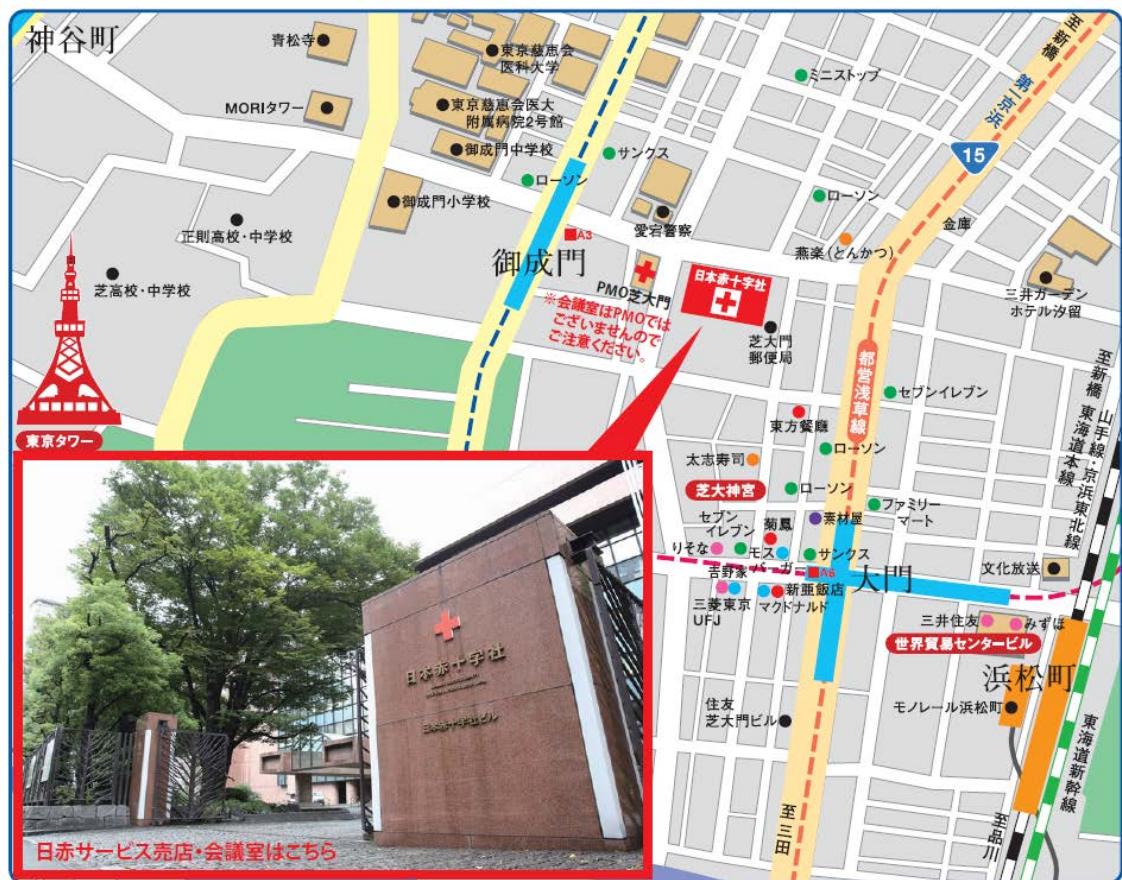 神谷町
青松寺
東京慈恵会
医科大学
MORIタワー
東京慈恵会医大
附属病院2号館
御成門中学校
サンクス
ローソン
御成門小学校
正則高校・中学校
芝高校・中学校
東京タワー
ミニストップ
至新橋
第一京浜
15
ローソン
金庫
愛宕警察
A3
御成門
燕楽(とんかつ)
三井ガーデン
ホテル汐留
PMO芝大門
日本赤十字社
※会議室はPMOでは
ございませんので
ご注意ください。
芝大門
郵便局
都営浅草線
セブンイレブン
至新橋
山手線・京浜東北線
東海道本線
東方餐廳
ローソン
太志寿司
芝大神宮
ローソン
ファミリー
マート
素材屋
セブン
イレブン
菊鳳
りそな
モス
バーガー
サンクス
A6
大門
文化放送
吉野家
新亜飯店
三菱東京
UFJ
マクドナルド
三井住友
みずほ
世界貿易センタービル
浜松町
モノレール浜松町
住友
芝大門ビル
東海道新幹線
至三田
至品川
日本赤十字社
日本赤十字社ビル
日赤サービス売店・会議室はこちら